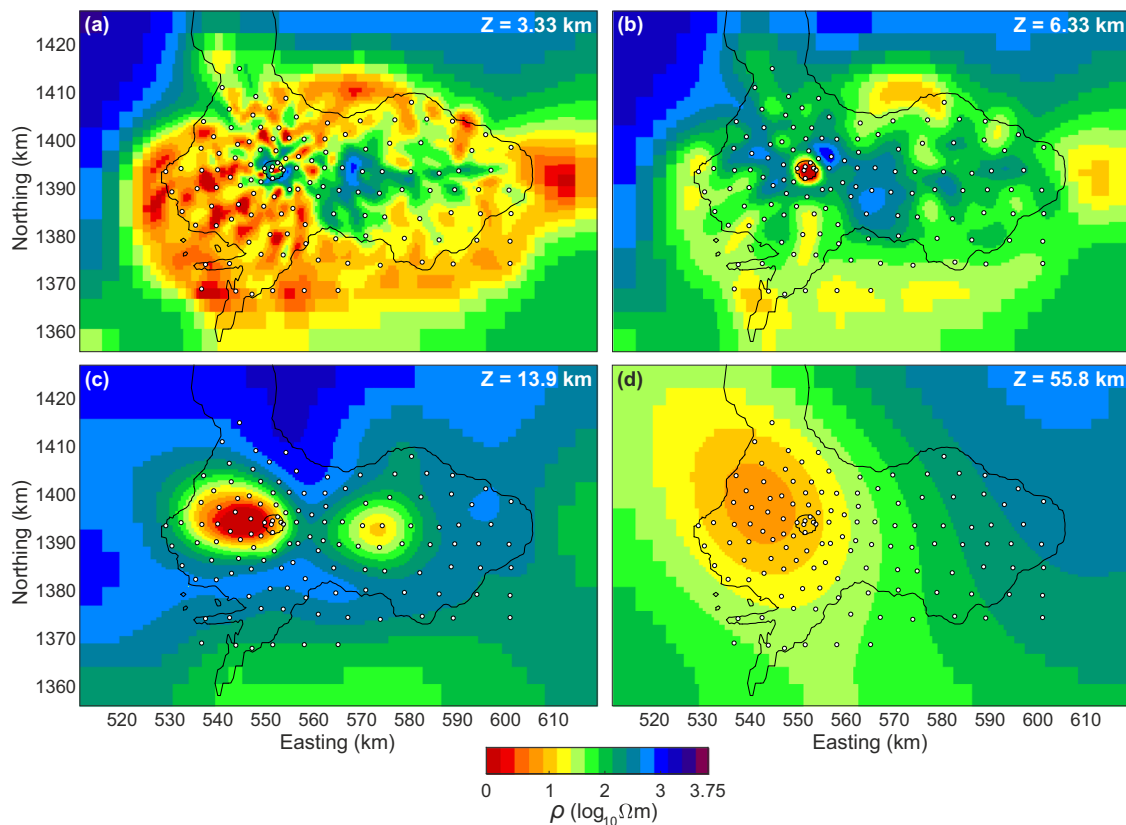 (a) Z = 3.33 km
(b) Z = 6.33 km
1420
1410
1400
1390
1380
1370
1360
Northing (km)
(c) Z = 13.9 km
(d) Z = 55.8 km
1420
1410
1400
1390
1380
1370
1360
Northing (km)
520 530 540 550 560 570 580 590 600 610
520 530 540 550 560 570 580 590 600 610
Easting (km)
Easting (km)
0 1 2 3 3.75
ρ (log₁₀Ωm)